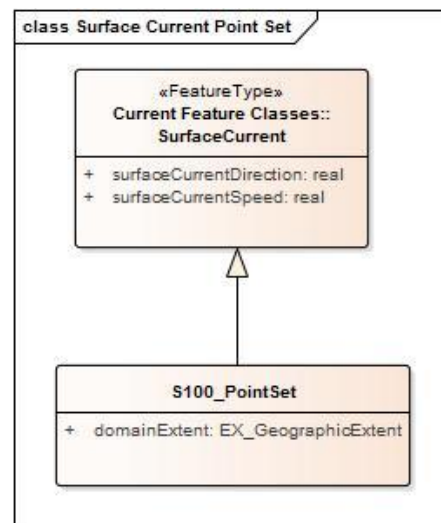 class Surface Current Point Set
«FeatureType»
Current Feature Classes::
SurfaceCurrent
+ surfaceCurrentDirection: real
+ surfaceCurrentSpeed: real
S100_PointSet
+ domainExtent: EX_GeographicExtent